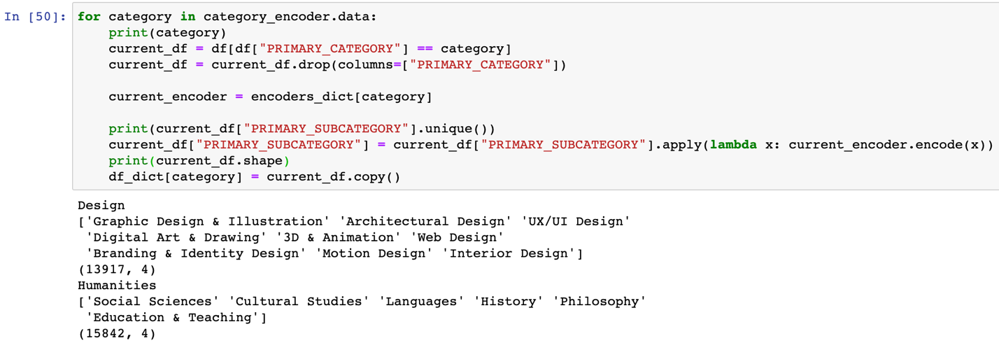 In [50]: for category in category_encoder.data:
    print(category)
    current_df = df[df["PRIMARY_CATEGORY"] == category]
    current_df = current_df.drop(columns=["PRIMARY_CATEGORY"])
    current_encoder = encoders_dict[category]
    print(current_df["PRIMARY_SUBCATEGORY"].unique())
    current_df["PRIMARY_SUBCATEGORY"] = current_df["PRIMARY_SUBCATEGORY"].apply(lambda x: current_encoder.encode(x))
    print(current_df.shape)
    df_dict[category] = current_df.copy()
Design
['Graphic Design & Illustration' 'Architectural Design' 'UX/UI Design'
 'Digital Art & Drawing' '3D & Animation' 'Web Design'
 'Branding & Identity Design' 'Motion Design' 'Interior Design']
(13917, 4)
Humanities
['Social Sciences' 'Cultural Studies' 'Languages' 'History' 'Philosophy'
 'Education & Teaching']
(15842, 4)